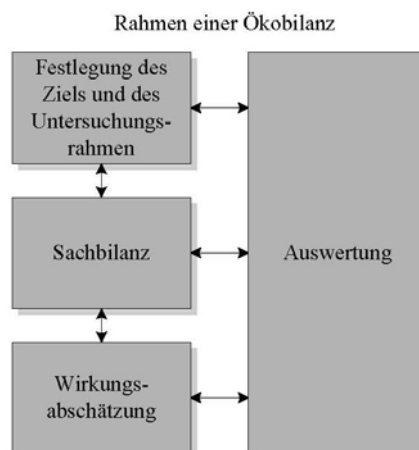 Rahmen einer Ökobilanz
Festlegung des
Ziels und des
Untersuchungs-
rahmen
Sachbilanz
Auswertung
Wirkungs-
abschätzung